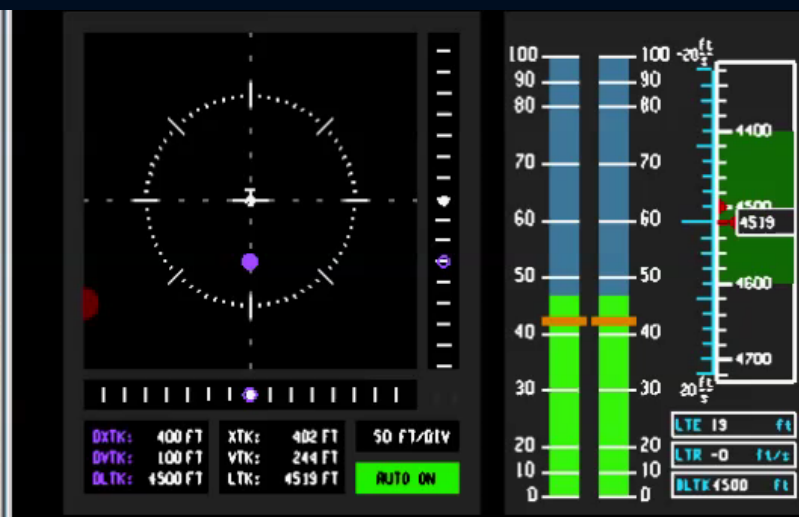 100
100
-20 ft/s
90
90
80
80
4400
70
70
4500
60
60
4519
50
50
4600
40
40
4700
30
30
20 ft/s
DXTK: 400 FT
XTK: 402 FT
50 FT/DIV
LTE 19 ft
DVTK: 100 FT
VTK: 244 FT
20
20
LTR -0 ft/s
DLTK: 4500 FT
LTK: 4519 FT
AUTO ON
10
10
DLTK 4500 ft
0
0